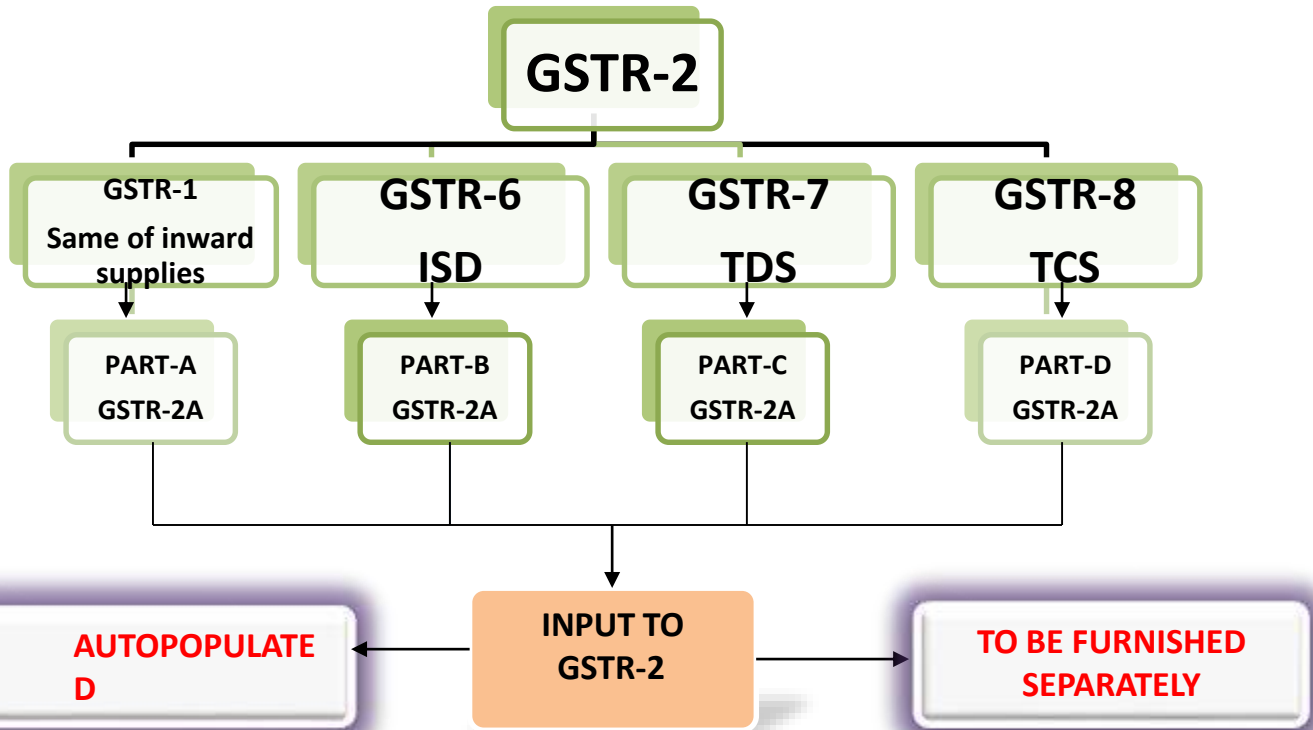 GSTR-2
GSTR-1
Same of inward
supplies
GSTR-6
ISD
GSTR-7
TDS
GSTR-8
TCS
PART-A
GSTR-2A
PART-B
GSTR-2A
PART-C
GSTR-2A
PART-D
GSTR-2A
AUTOPOPULATE
D
INPUT TO
GSTR-2
TO BE FURNISHED
SEPARATELY